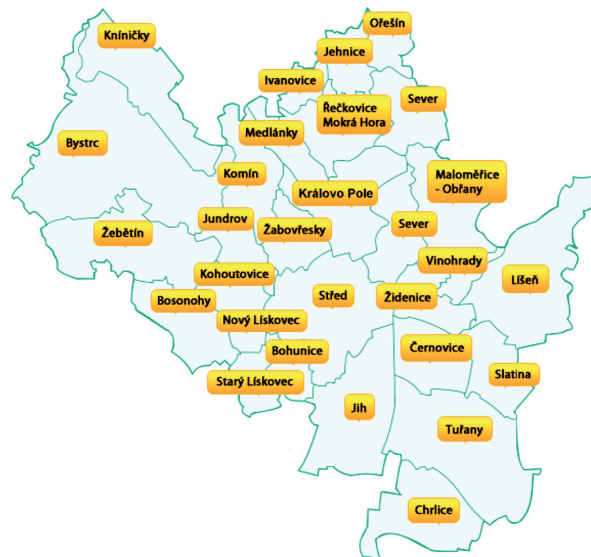 Ořešín
Kníničky
Jehnice
Ivanovice
Sever
Řečkovice
Mokrá Hora
Medlánky
Bystrc
Maloměřice
- Obřany
Komín
Královo Pole
Jundrov
Žabovřesky
Sever
Žebětín
Vinohrady
Kohoutovice
Líšeň
Bosonohy
Střed
Židenice
Nový Lískovec
Černovice
Bohunice
Slatina
Starý Lískovec
Jih
Tuřany
Chrlice